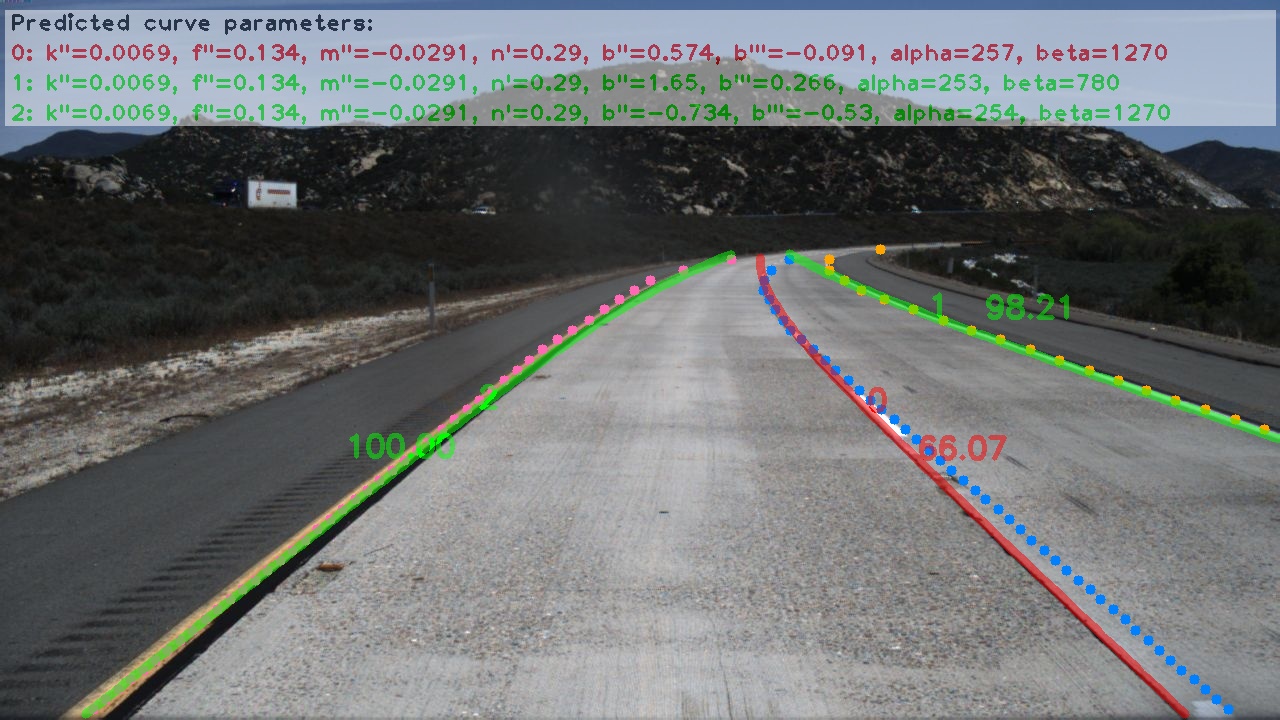 Predicted curve parameters:
0: k''=0.0069, f''=0.134, m''=-0.0291, n'=0.29, b''=0.574, b'''=-0.091, alpha=257, beta=1270
1: k''=0.0069, f''=0.134, m''=-0.0291, n'=0.29, b''=1.65, b'''=0.266, alpha=253, beta=780
2: k''=0.0069, f''=0.134, m''=-0.0291, n'=0.29, b''=-0.734, b'''=-0.53, alpha=254, beta=1270
1 98.21
2
0
100.00
66.07